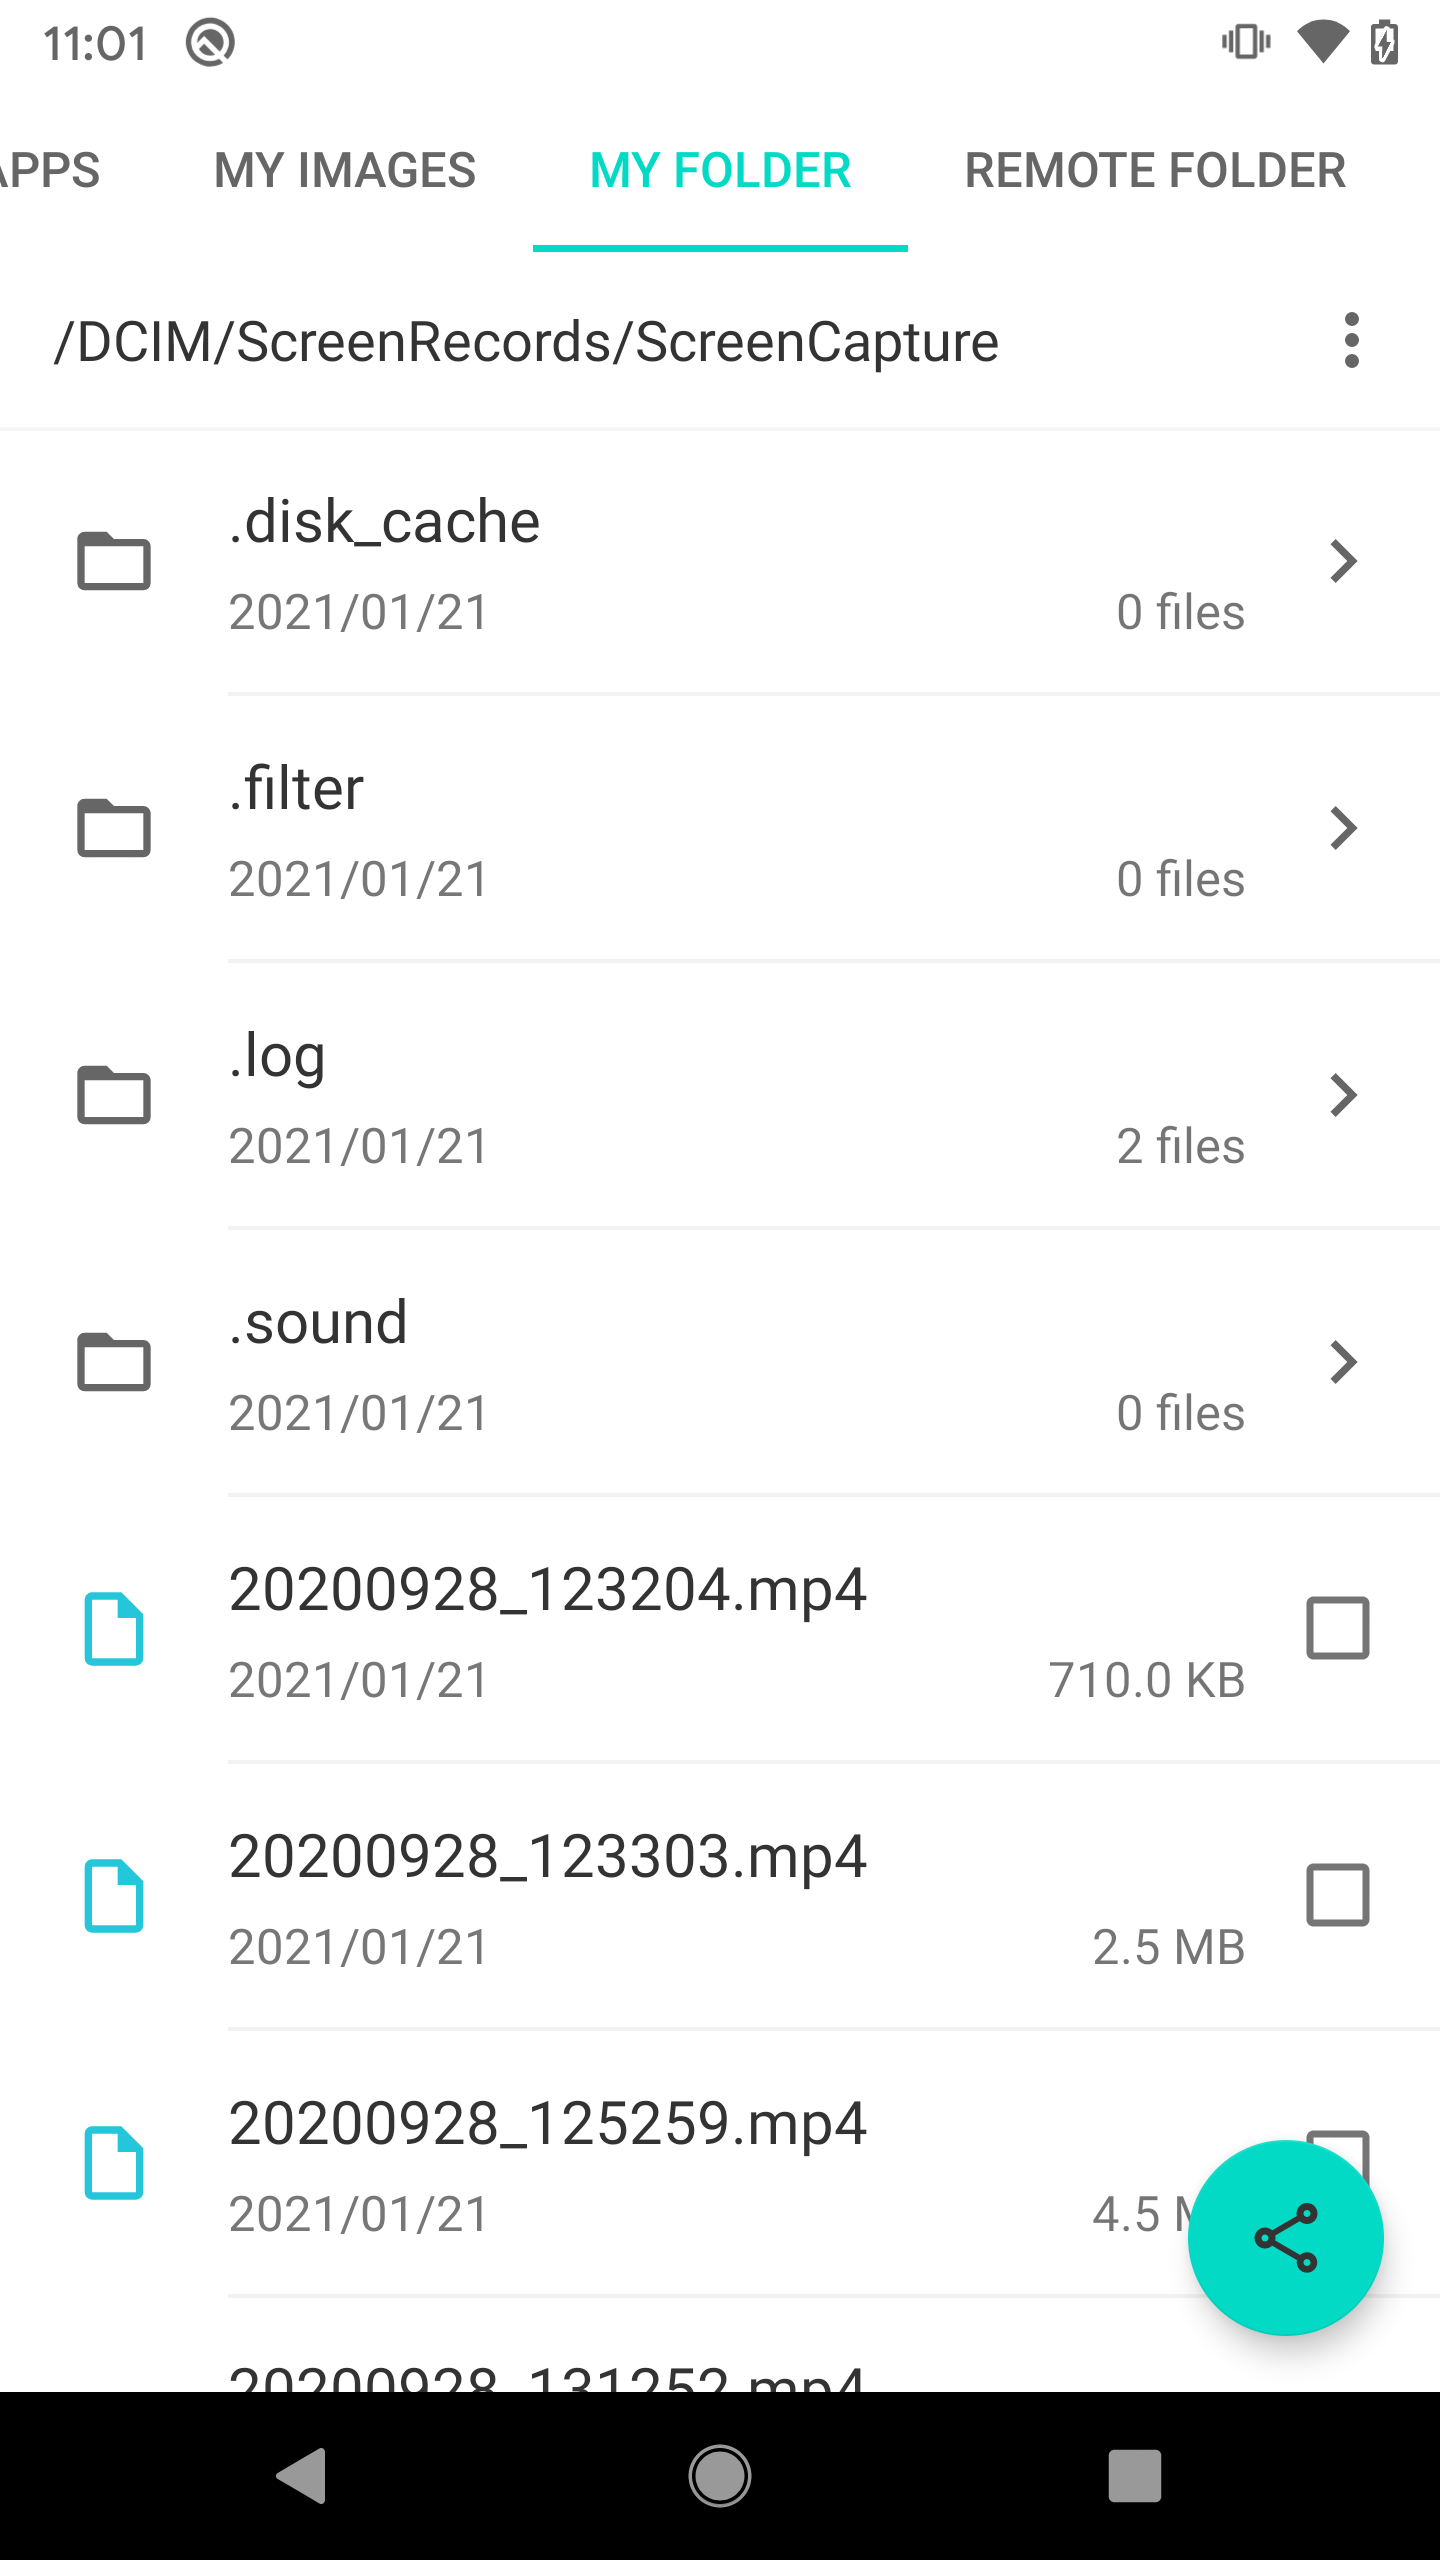 11:01
APPS MY IMAGES MY FOLDER REMOTE FOLDER
/DCIM/ScreenRecords/ScreenCapture
.disk_cache
2021/01/21 0 files
.filter
2021/01/21 0 files
.log
2021/01/21 2 files
.sound
2021/01/21 0 files
20200928_123204.mp4
2021/01/21 710.0 KB
20200928_123303.mp4
2021/01/21 2.5 MB
20200928_125259.mp4
2021/01/21 4.5
20200928_131252.mp4